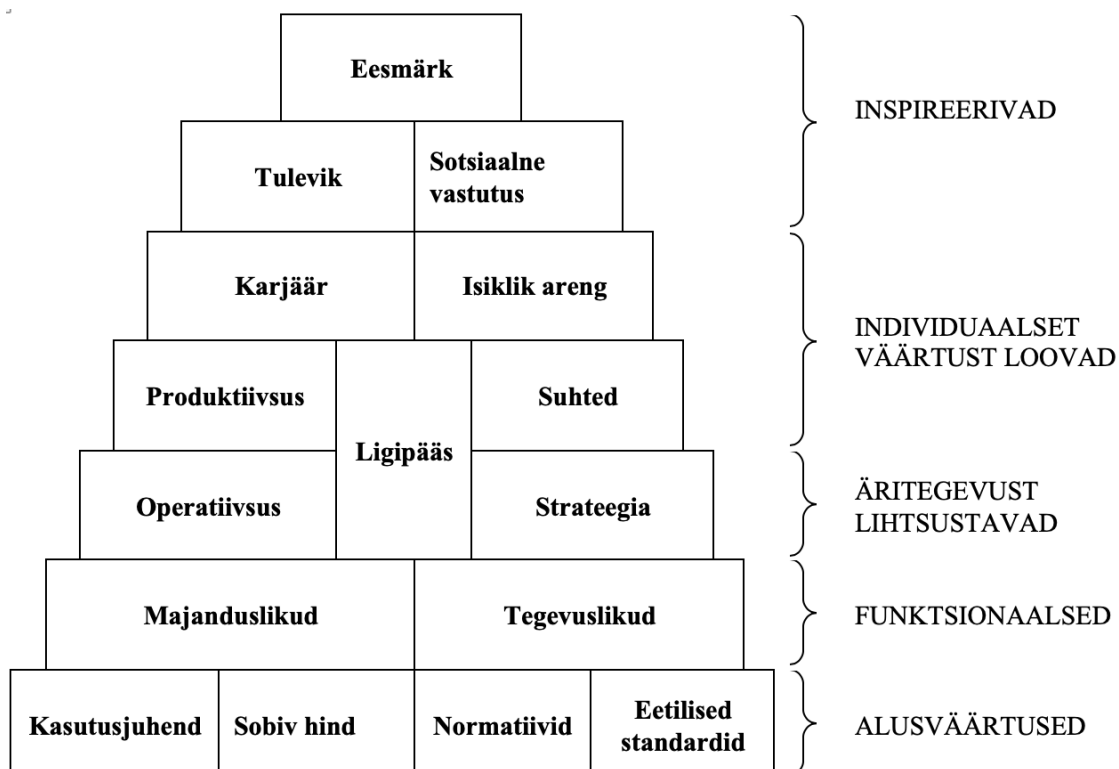 Eesmärk
INSPIREERIVAD
Tulevik
Sotsiaalne
vastutus
Karjäär
Isiklik areng
INDIVIDUAALSET
VÄÄRTUST LOOVAD
Produktiivsus
Ligipääs
Suhted
Operatiivsus
Strateegia
ÄRITEGEVUST
LIHTSUSTAVAD
Majanduslikud
Tegevuslikud
FUNKTSIONAALSED
Kasutusjuhend
Sobiv hind
Normatiivid
Eetilised
standardid
ALUSVÄÄRTUSED